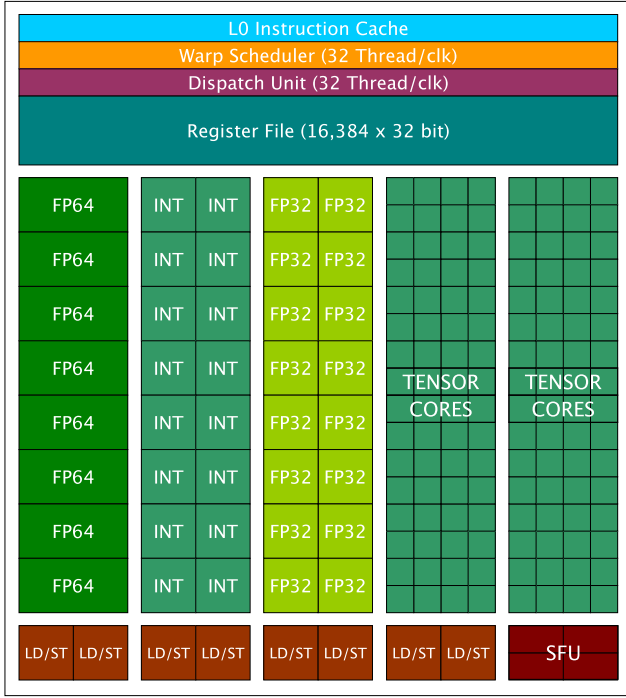 L0 Instruction Cache
Warp Scheduler (32 Thread/clk)
Dispatch Unit (32 Thread/clk)
Register File (16,384 x 32 bit)
FP64 INT INT FP32 FP32
FP64 INT INT FP32 FP32
FP64 INT INT FP32 FP32
FP64 INT INT FP32 FP32 TENSOR TENSOR
CORES CORES
FP64 INT INT FP32 FP32
FP64 INT INT FP32 FP32
FP64 INT INT FP32 FP32
FP64 INT INT FP32 FP32
LD/ST LD/ST LD/ST LD/ST LD/ST LD/ST LD/ST LD/ST SFU